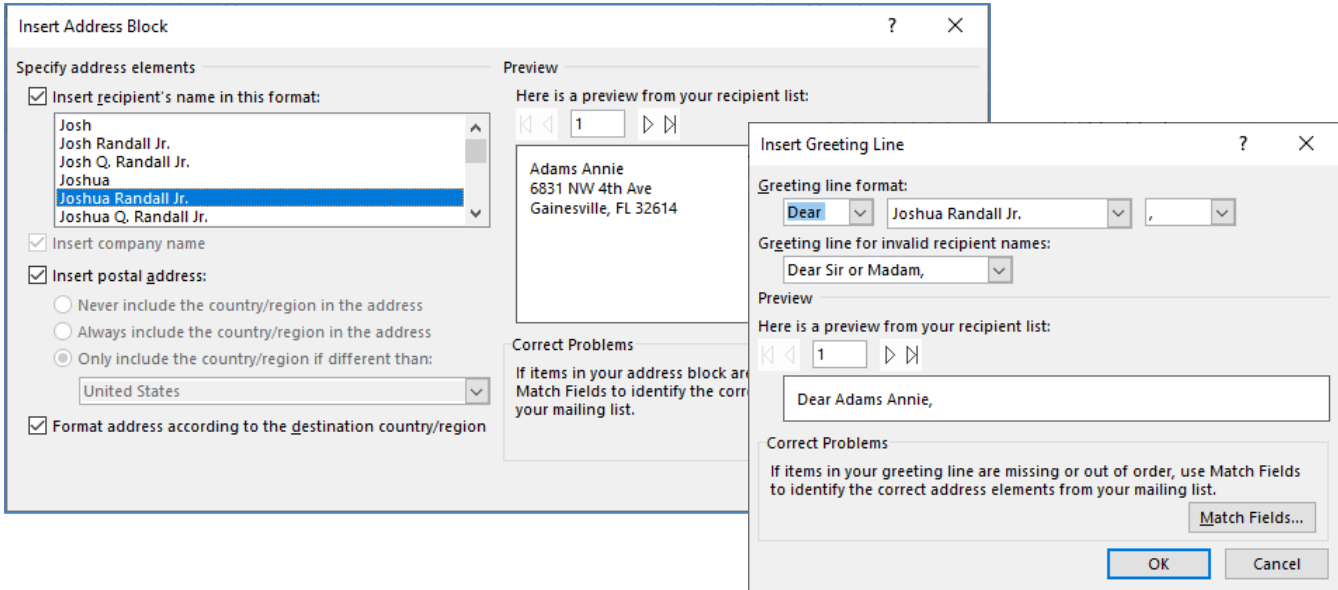 Insert Address Block
?
Specify address elements
Insert recipient's name in this format:
Josh
Josh Randall Jr.
Josh Q. Randall Jr.
Joshua
Joshua Randall Jr.
Joshua Q. Randall Jr.
Insert company name
Insert postal address:
Never include the country/region in the address
Always include the country/region in the address
Only include the country/region if different than:
United States
Format address according to the destination country/region
Preview
Here is a preview from your recipient list:
1
Adams Annie
6831 NW 4th Ave
Gainesville, FL 32614
Correct Problems
If items in your address block are
Match Fields to identify the corr
your mailing list.
Insert Greeting Line
?
Greeting line format:
Dear Joshua Randall Jr. ,
Greeting line for invalid recipient names:
Dear Sir or Madam,
Preview
Here is a preview from your recipient list:
1
Dear Adams Annie,
Correct Problems
If items in your greeting line are missing or out of order, use Match Fields
to identify the correct address elements from your mailing list.
Match Fields...
OK Cancel